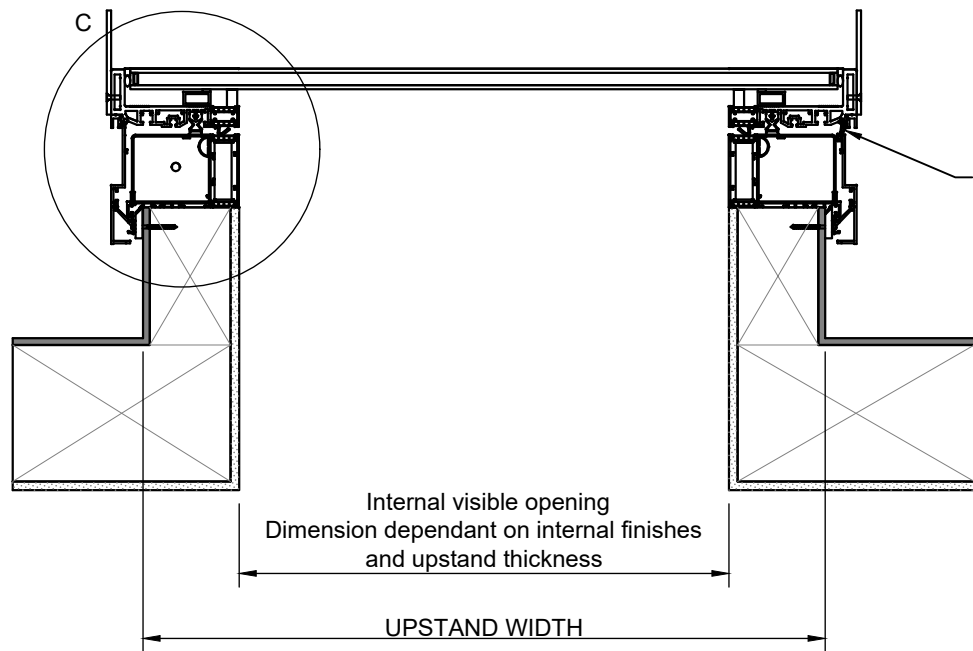 C
Internal visible opening
Dimension dependant on internal finishes
and upstand thickness
UPSTAND WIDTH